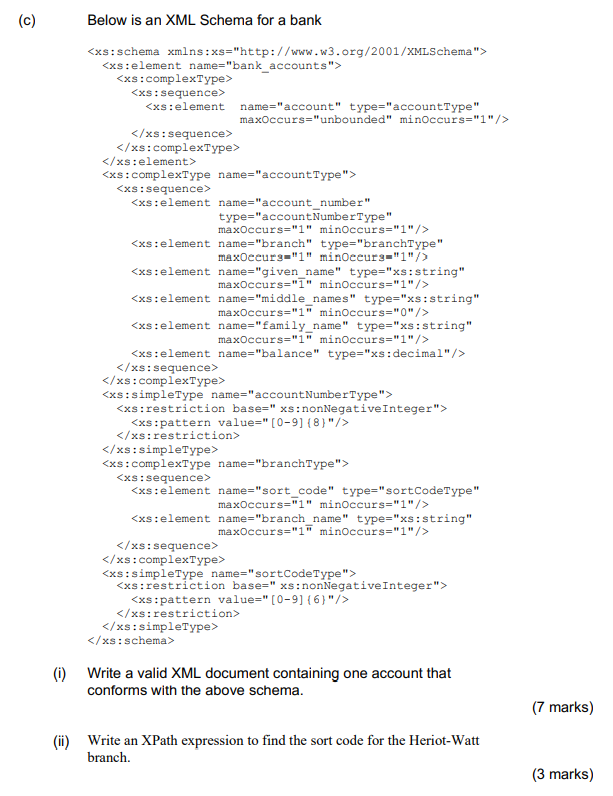 (c) Below is an XML Schema for a bank
<xs:schema xmlns:xs="http://www.w3.org/2001/XMLSchema">
<xs:element name="bank_accounts">
<xs:complexType>
<xs:sequence>
<xs:element name="account" type="accountType"
maxOccurs="unbounded" minOccurs="1"/>
</xs:sequence>
</xs:complexType>
</xs:element>
<xs:complexType name="accountType">
<xs:sequence>
<xs:element name="account_number"
type="accountNumberType"
maxOccurs="1" minOccurs="1"/>
<xs:element name="branch" type="branchType"
maxOccurs="1" minOccurs="1"/>
<xs:element name="given_name" type="xs:string"
maxOccurs="1" minOccurs="1"/>
<xs:element name="middle_names" type="xs:string"
maxOccurs="1" minOccurs="0"/>
<xs:element name="family_name" type="xs:string"
maxOccurs="1" minOccurs="1"/>
<xs:element name="balance" type="xs:decimal"/>
</xs:sequence>
</xs:complexType>
<xs:simpleType name="accountNumberType">
<xs:restriction base=" xs:nonNegativeInteger">
<xs:pattern value="[0-9]{8}"/>
</xs:restriction>
</xs:simpleType>
<xs:complexType name="branchType">
<xs:sequence>
<xs:element name="sort_code" type="sortCodeType"
maxOccurs="1" minOccurs="1"/>
<xs:element name="branch_name" type="xs:string"
maxOccurs="1" minOccurs="1"/>
</xs:sequence>
</xs:complexType>
<xs:simpleType name="sortCodeType">
<xs:restriction base=" xs:nonNegativeInteger">
<xs:pattern value="[0-9]{6}"/>
</xs:restriction>
</xs:simpleType>
</xs:schema>
(i) Write a valid XML document containing one account that
conforms with the above schema.
(7 marks)
(ii) Write an XPath expression to find the sort code for the Heriot-Watt
branch.
(3 marks)